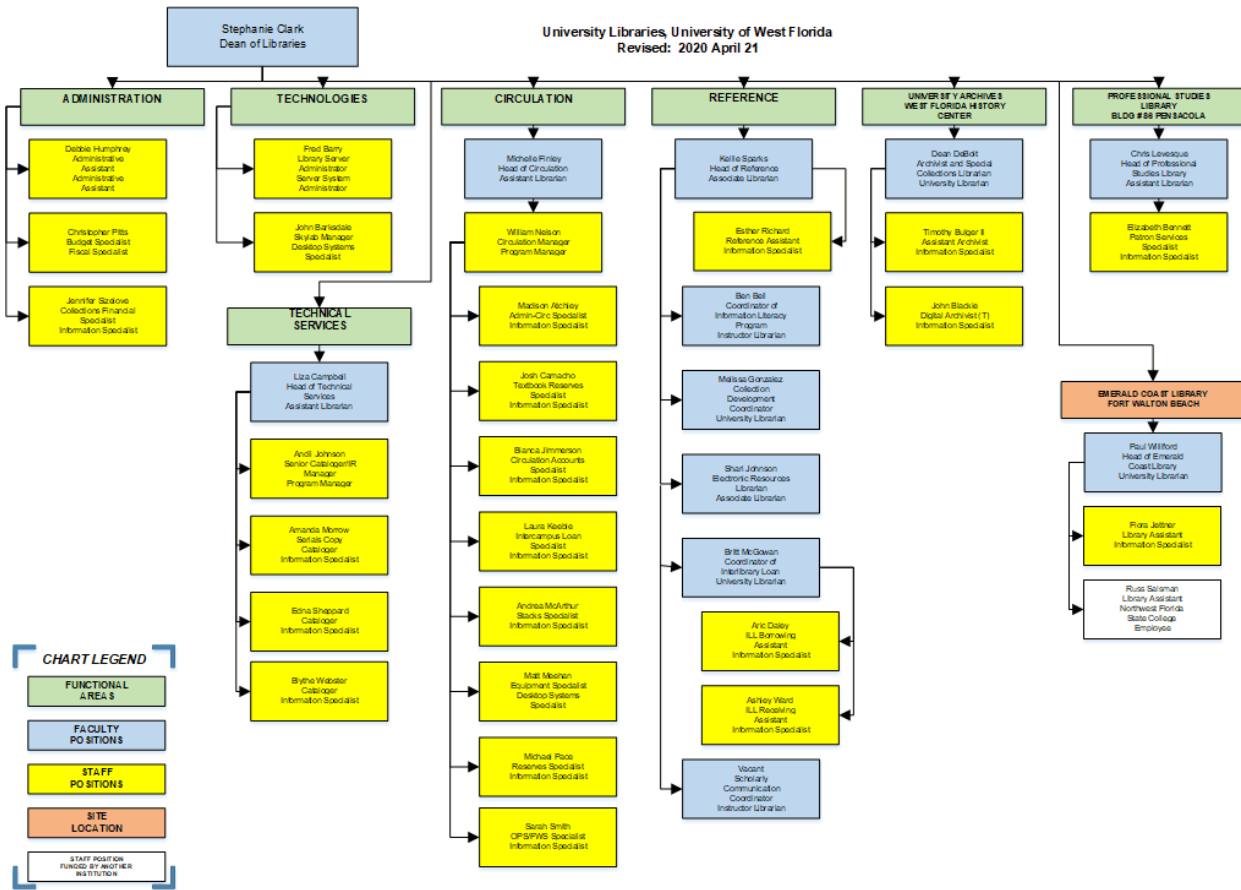 Stephanie Clark
Dean of Libraries
University Libraries, University of West Florida
Revised: 2020 April 21
ADMINISTRATION
Debbie Humphrey
Administrative
Assistant
Administrative
Assistant
Christopher Pitts
Budget Specialist
Fiscal Specialist
Jennifer Sizelove
Collections Financial
Specialist
Information Specialist
TECHNOLOGIES
Fred Barry
Library Server
Administrator
Server System
Administrator
John Barksdale
Skylab Manager
Desktop Systems
Specialist
TECHNICAL
SERVICES
Liza Campbell
Head of Technical
Services
Assistant Librarian
Andii Johnson
Senior Cataloger/IR
Manager
Program Manager
Amanda Morrow
Serials Copy
Cataloger
Information Specialist
Edna Sheppard
Cataloger
Information Specialist
Blythe Webster
Cataloger
Information Specialist
CIRCULATION
Michelle Finley
Head of Circulation
Assistant Librarian
William Nelson
Circulation Manager
Program Manager
Madison Atchley
Admin-Circ Specialist
Information Specialist
Josh Camacho
Textbook Reserves
Specialist
Information Specialist
Bianca Jimmerson
Circulation Accounts
Specialist
Information Specialist
Laura Keeble
Intercampus Loan
Specialist
Information Specialist
Andrea McArthur
Stacks Specialist
Information Specialist
Matt Meehan
Equipment Specialist
Desktop Systems
Specialist
Michael Pace
Reserves Specialist
Information Specialist
Sarah Smith
OPS/FWS Specialist
Information Specialist
REFERENCE
Kellie Sparks
Head of Reference
Associate Librarian
Esther Richard
Reference Assistant
Information Specialist
Ben Bell
Coordinator of
Information Literacy
Program
Instructor Librarian
Melissa Gonzalez
Collection
Development
Coordinator
University Librarian
Shari Johnson
Electronic Resources
Librarian
Associate Librarian
Britt McGowan
Coordinator of
Interlibrary Loan
University Librarian
Aric Daley
ILL Borrowing
Assistant
Information Specialist
Ashley Ward
ILL Receiving
Assistant
Information Specialist
Vacant
Scholarly
Communication
Coordinator
Instructor Librarian
UNIVERSITY ARCHIVES
WEST FLORIDA HISTORY
CENTER
Dean DeBolt
Archivist and Special
Collections Librarian
University Librarian
Timothy Bulger II
Assistant Archivist
Information Specialist
John Blackie
Digital Archivist (T)
Information Specialist
PROFESSIONAL STUDIES
LIBRARY
BLDG #86 PENSACOLA
Chris Levesque
Head of Professional
Studies Library
Assistant Librarian
Elizabeth Bennett
Patron Services
Specialist
Information Specialist
EMERALD COAST LIBRARY
FORT WALTON BEACH
Paul Williford
Head of Emerald
Coast Library
University Librarian
Flora Jettner
Library Assistant
Information Specialist
Russ Salsman
Library Assistant
Northwest Florida
State College
Employee
CHART LEGEND
FUNCTIONAL
AREAS
FACULTY
POSITIONS
STAFF
POSITIONS
SITE
LOCATION
STAFF POSITION
FUNDED BY ANOTHER
INSTITUTION